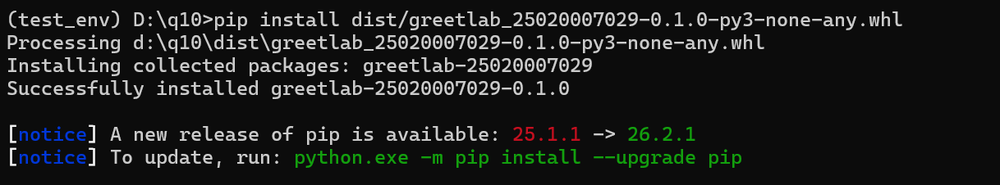 (test_env) D:\q10>pip install dist/greetlab_25020007029-0.1.0-py3-none-any.whl
Processing d:\q10\dist\greetlab_25020007029-0.1.0-py3-none-any.whl
Installing collected packages: greetlab-25020007029
Successfully installed greetlab-25020007029-0.1.0
[notice] A new release of pip is available: 25.1.1 -> 26.2.1
[notice] To update, run: python.exe -m pip install --upgrade pip